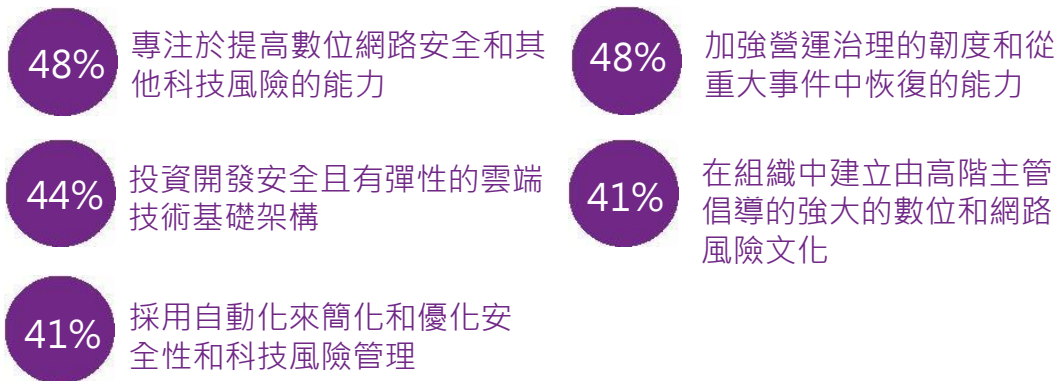 48%
專注於提高數位網路安全和其
他科技風險的能力
48%
加強營運治理的韌度和從
重大事件中恢復的能力
44%
投資開發安全且有彈性的雲端
技術基礎架構
41%
在組織中建立由高階主管
倡導的強大的數位和網路
風險文化
41%
採用自動化來簡化和優化安
全性和科技風險管理